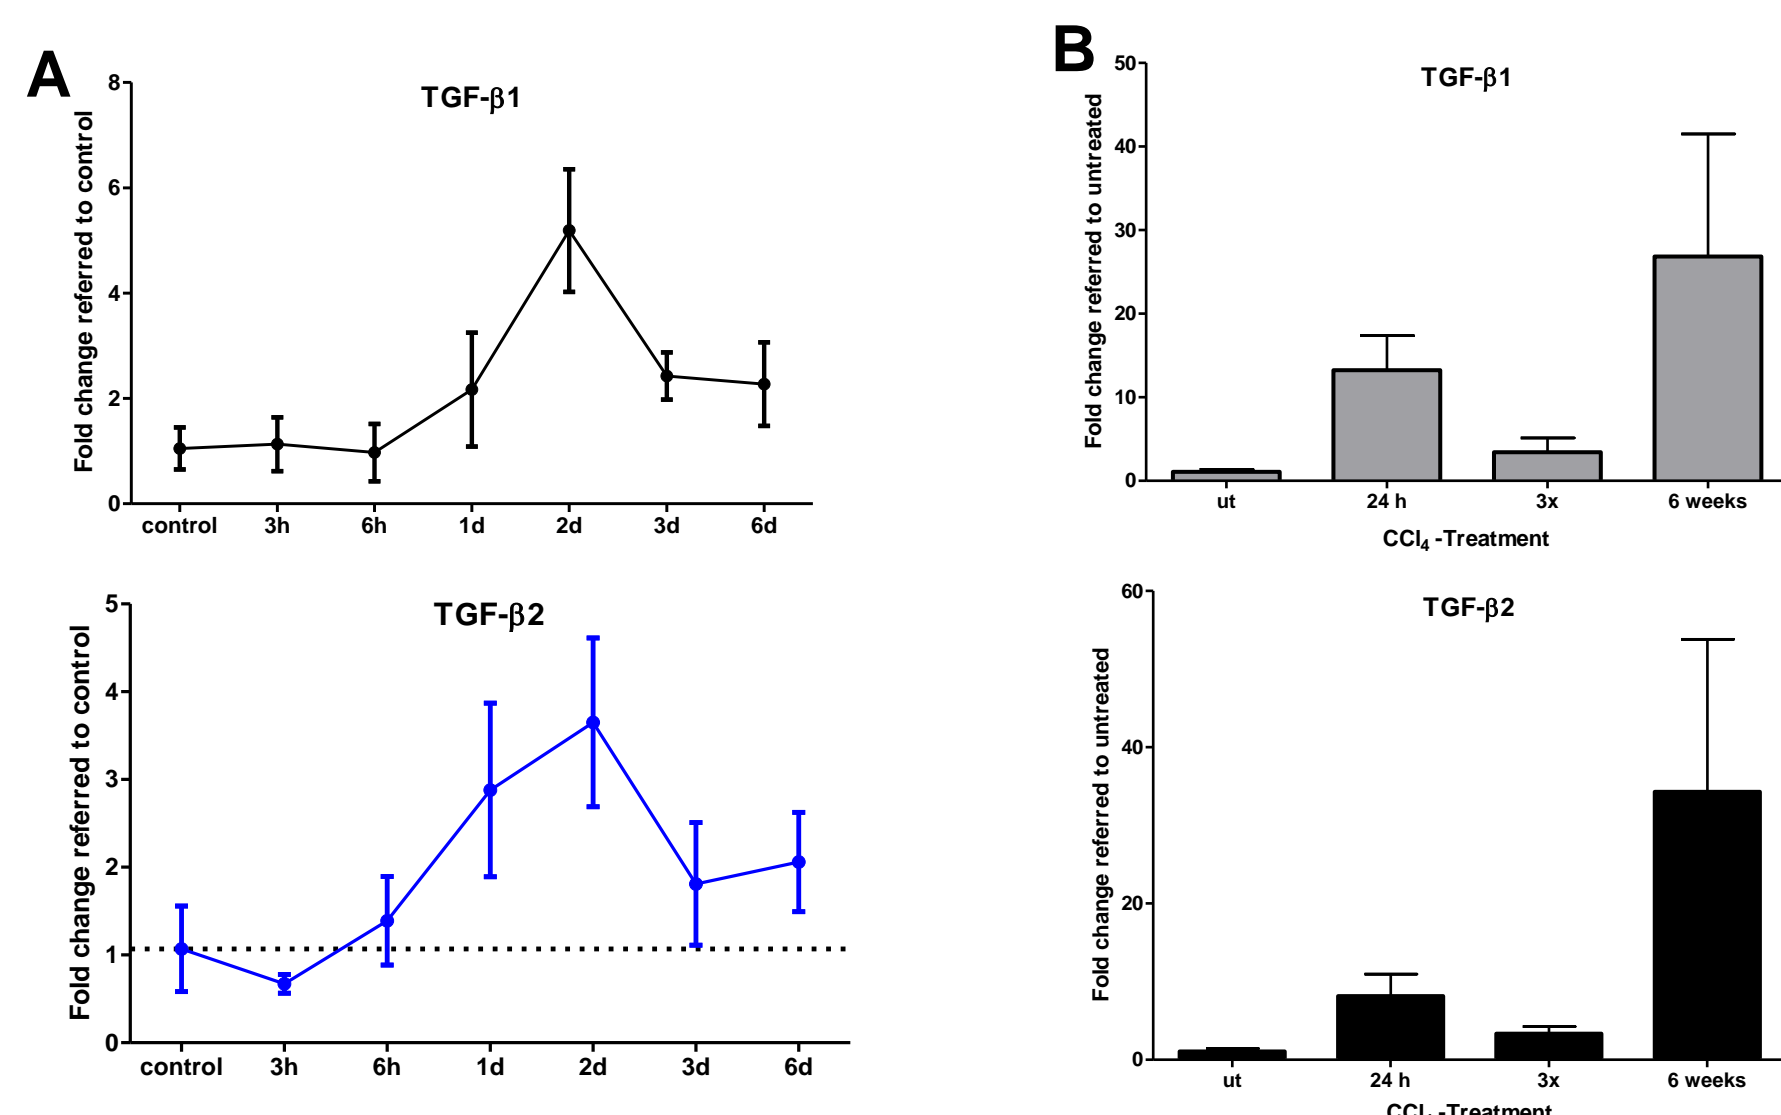 A
TGF-β1
Fold change referred to control
8
6
4
2
0
control 3h 6h 1d 2d 3d 6d
TGF-β2
Fold change referred to control
5
4
3
2
1
0
control 3h 6h 1d 2d 3d 6d
B
TGF-β1
Fold change referred to untreated
50
40
30
20
10
0
ut 24 h 3x 6 weeks
CCl4 -Treatment
TGF-β2
Fold change referred to untreated
60
40
20
0
ut 24 h 3x 6 weeks
CCl -Treatment